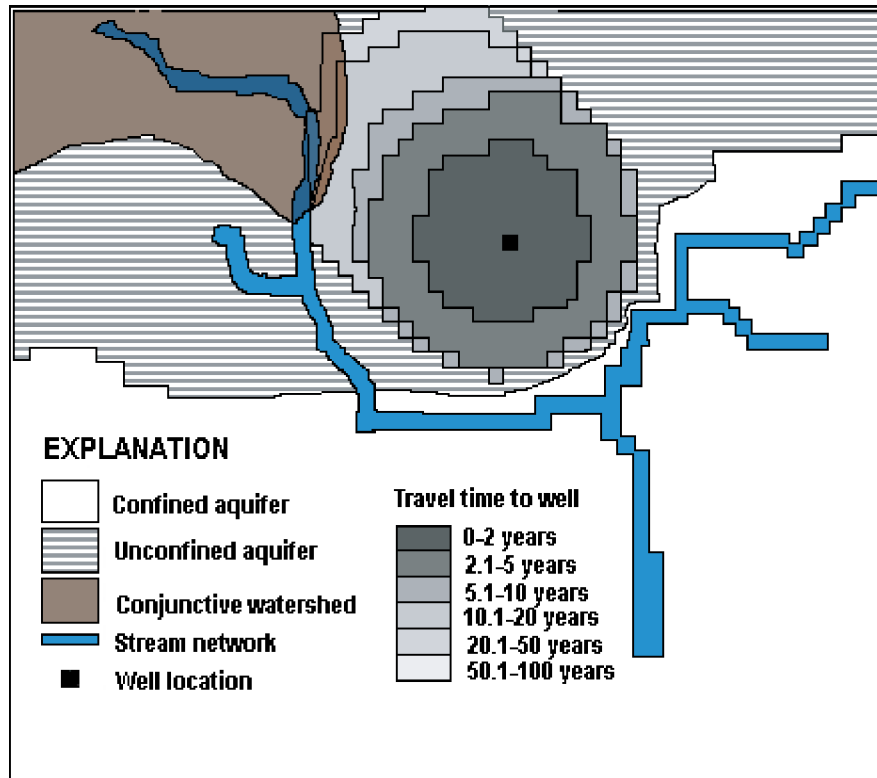 EXPLANATION
Confined aquifer
Unconfined aquifer
Conjunctive watershed
Stream network
Well location
Travel time to well
0-2 years
2.1-5 years
5.1-10 years
10.1-20 years
20.1-50 years
50.1-100 years